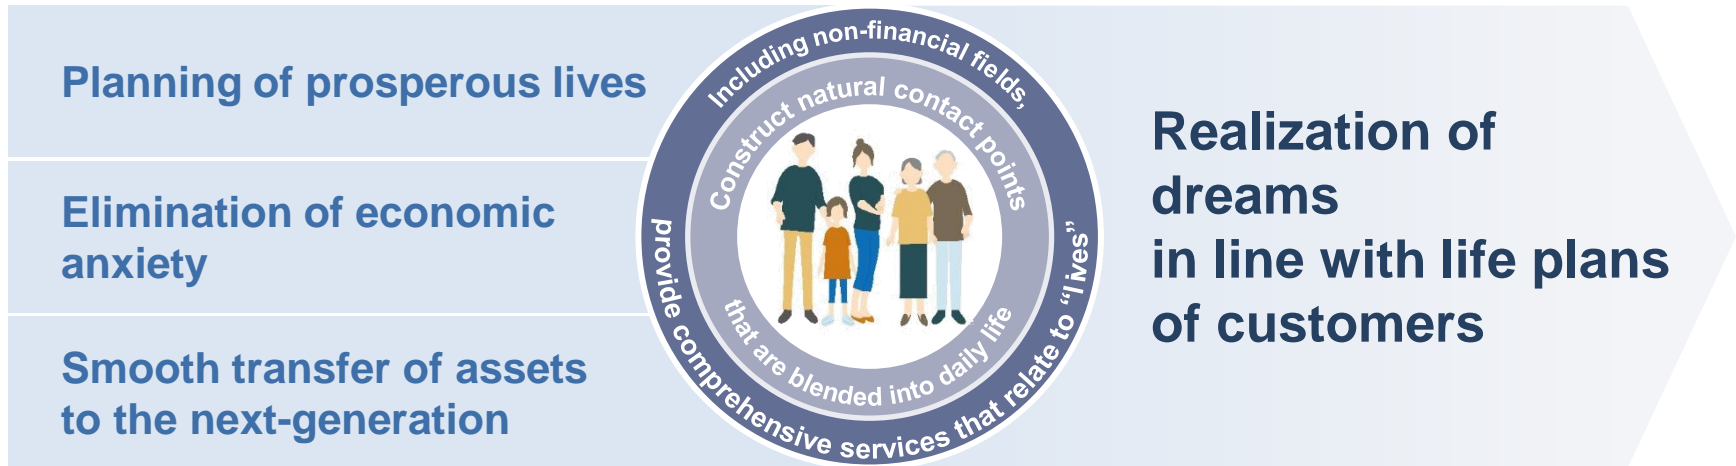 Planning of prosperous lives
Elimination of economic
anxiety
Smooth transfer of assets
to the next-generation
Including non-financial fields,
provide comprehensive services that relate to “lives”
Construct natural contact points
that are blended into daily life
Realization of
dreams
in line with life plans
of customers